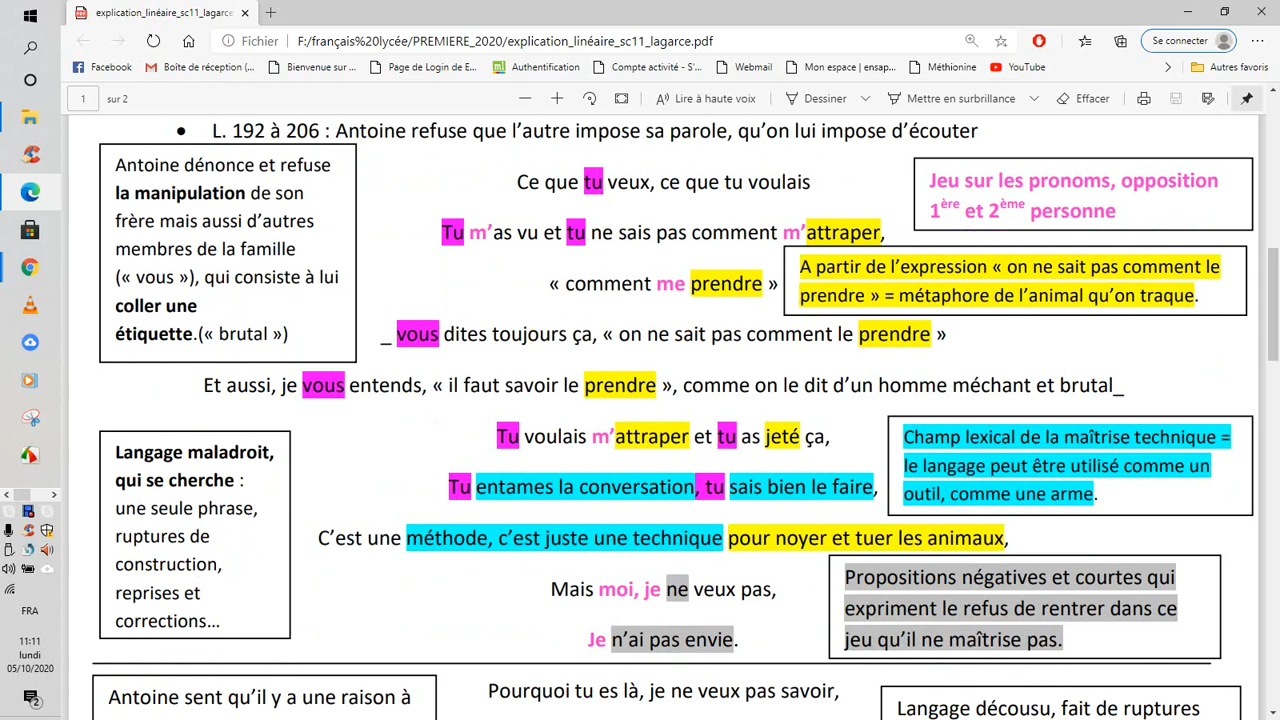 explication_linéaire_sc11_lagarce
Fichier F:/français%20lycée/PREMIERE_2020/explication_linéaire_sc11_lagarce.pdf Se connecter
Facebook Boîte de réception (... Bienvenue sur ... Page de Login de E... Authentification Compte activité - S'... Webmail Mon espace | ensap... Méthionine YouTube Autres favoris
1 sur 2 Lire à haute voix Dessiner Mettre en surbrillance Effacer
• L. 192 à 206 : Antoine refuse que l'autre impose sa parole, qu'on lui impose d'écouter
Antoine dénonce et refuse
la manipulation de son
frère mais aussi d'autres
membres de la famille
(« vous »), qui consiste à lui
coller une
étiquette.(« brutal »)
Ce que tu veux, ce que tu voulais
Jeu sur les pronoms, opposition
1ère et 2ème personne
Tu m'as vu et tu ne sais pas comment m'attraper,
« comment me prendre »
A partir de l'expression « on ne sait pas comment le
prendre » = métaphore de l'animal qu'on traque.
_ vous dites toujours ça, « on ne sait pas comment le prendre »
Et aussi, je vous entends, « il faut savoir le prendre », comme on le dit d'un homme méchant et brutal_
Langage maladroit,
qui se cherche :
une seule phrase,
ruptures de
construction,
reprises et
corrections...
Tu voulais m'attraper et tu as jeté ça,
Tu entames la conversation, tu sais bien le faire,
Champ lexical de la maîtrise technique =
le langage peut être utilisé comme un
outil, comme une arme.
C'est une méthode, c'est juste une technique pour noyer et tuer les animaux,
Mais moi, je ne veux pas,
Je n'ai pas envie.
Propositions négatives et courtes qui
expriment le refus de rentrer dans ce
jeu qu'il ne maîtrise pas.
Antoine sent qu'il y a une raison à
Pourquoi tu es là, je ne veux pas savoir,
Langage décousu, fait de ruptures
FRA
11:11
lundi
05/10/2020
2